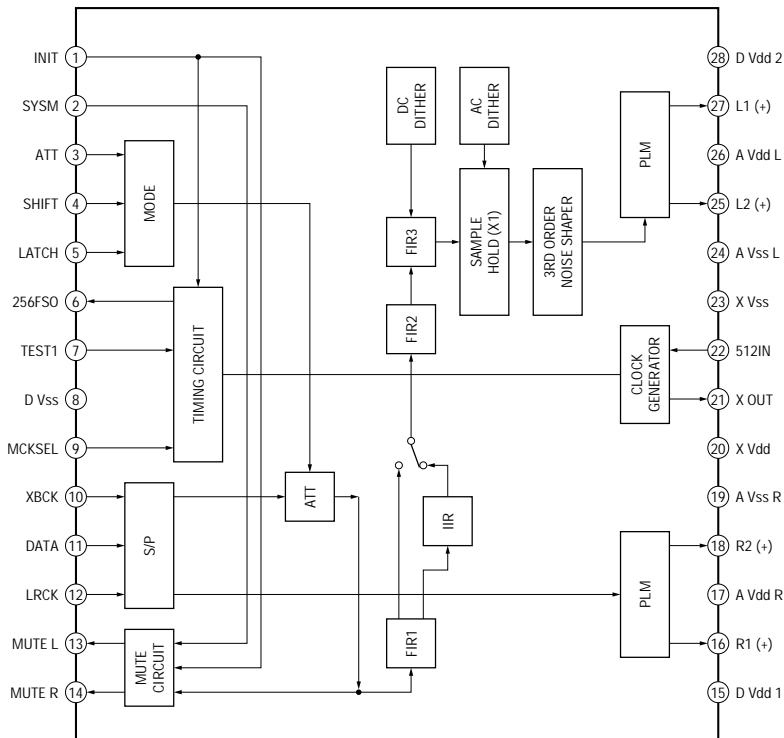 INIT 1
SYSM 2
ATT 3
SHIFT 4
LATCH 5
256FSO 6
TEST1 7
D Vss 8
MCKSEL 9
XBCK 10
DATA 11
LRCK 12
MUTE L 13
MUTE R 14
MODE
TIMING CIRCUIT
S/P
MUTE
CIRCUIT
ATT
DC
DITHER
AC
DITHER
FIR3
SAMPLE
HOLD (X1)
3RD ORDER
NOISE SHAPER
FIR2
IIR
FIR1
PLM
CLOCK
GENERATOR
PLM
28 D Vdd 2
27 L1 (+)
26 A Vdd L
25 L2 (+)
24 A Vss L
23 X Vss
22 512IN
21 X OUT
20 X Vdd
19 A Vss R
18 R2 (+)
17 A Vdd R
16 R1 (+)
15 D Vdd 1